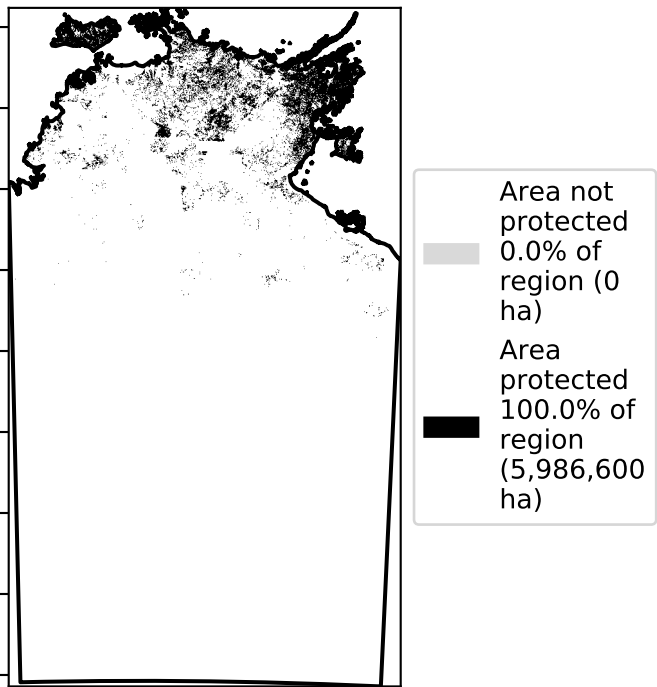 Area not
protected
0.0% of
region (0
ha)
Area
protected
100.0% of
region
(5,986,600
ha)